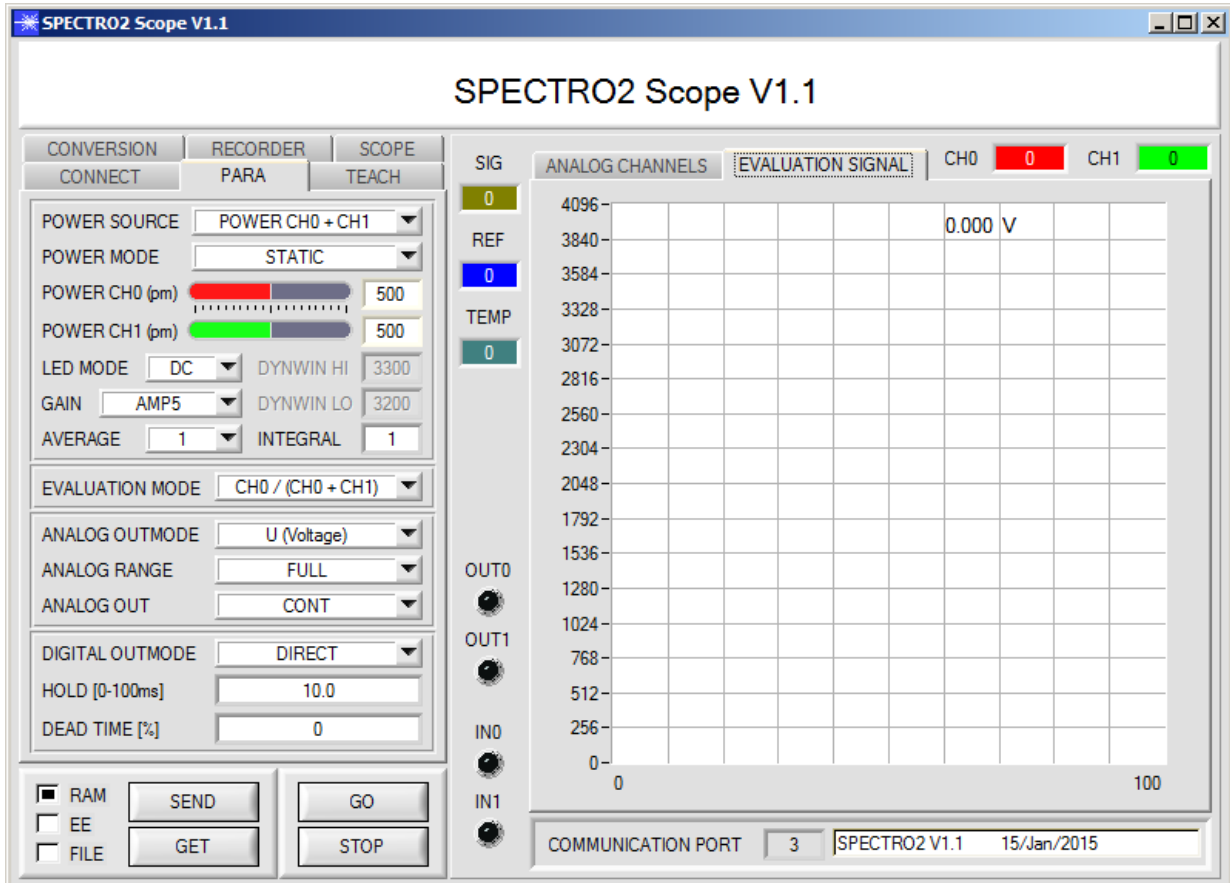 SPECTRO2 Scope V1.1
SPECTRO2 Scope V1.1
CONVERSION RECORDER SCOPE
CONNECT PARA TEACH
POWER SOURCE POWER CH0 + CH1
POWER MODE STATIC
POWER CH0 (pm) 500
POWER CH1 (pm) 500
LED MODE DC DYNWIN HI 3300
GAIN AMP5 DYNWIN LO 3200
AVERAGE 1 INTEGRAL 1
EVALUATION MODE CH0 / (CH0 + CH1)
ANALOG OUTMODE U (Voltage)
ANALOG RANGE FULL
ANALOG OUT CONT
DIGITAL OUTMODE DIRECT
HOLD [0-100ms] 10.0
DEAD TIME [%] 0
RAM
EE
FILE
SEND
GET
GO
STOP
SIG
0
REF
0
TEMP
0
OUT0
OUT1
IN0
IN1
ANALOG CHANNELS EVALUATION SIGNAL CH0 0 CH1 0
0.000 V
4096
3840
3584
3328
3072
2816
2560
2304
2048
1792
1536
1280
1024
768
512
256
0
0 100
COMMUNICATION PORT 3 SPECTRO2 V1.1 15/Jan/2015